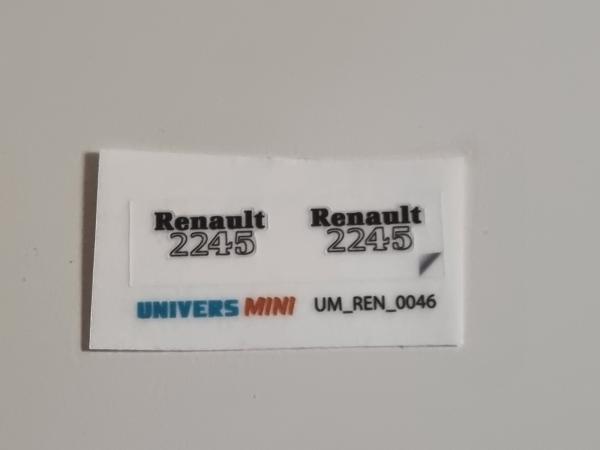 Renault
2245
Renault
2245
UNIVERS MINI UM_REN_0046